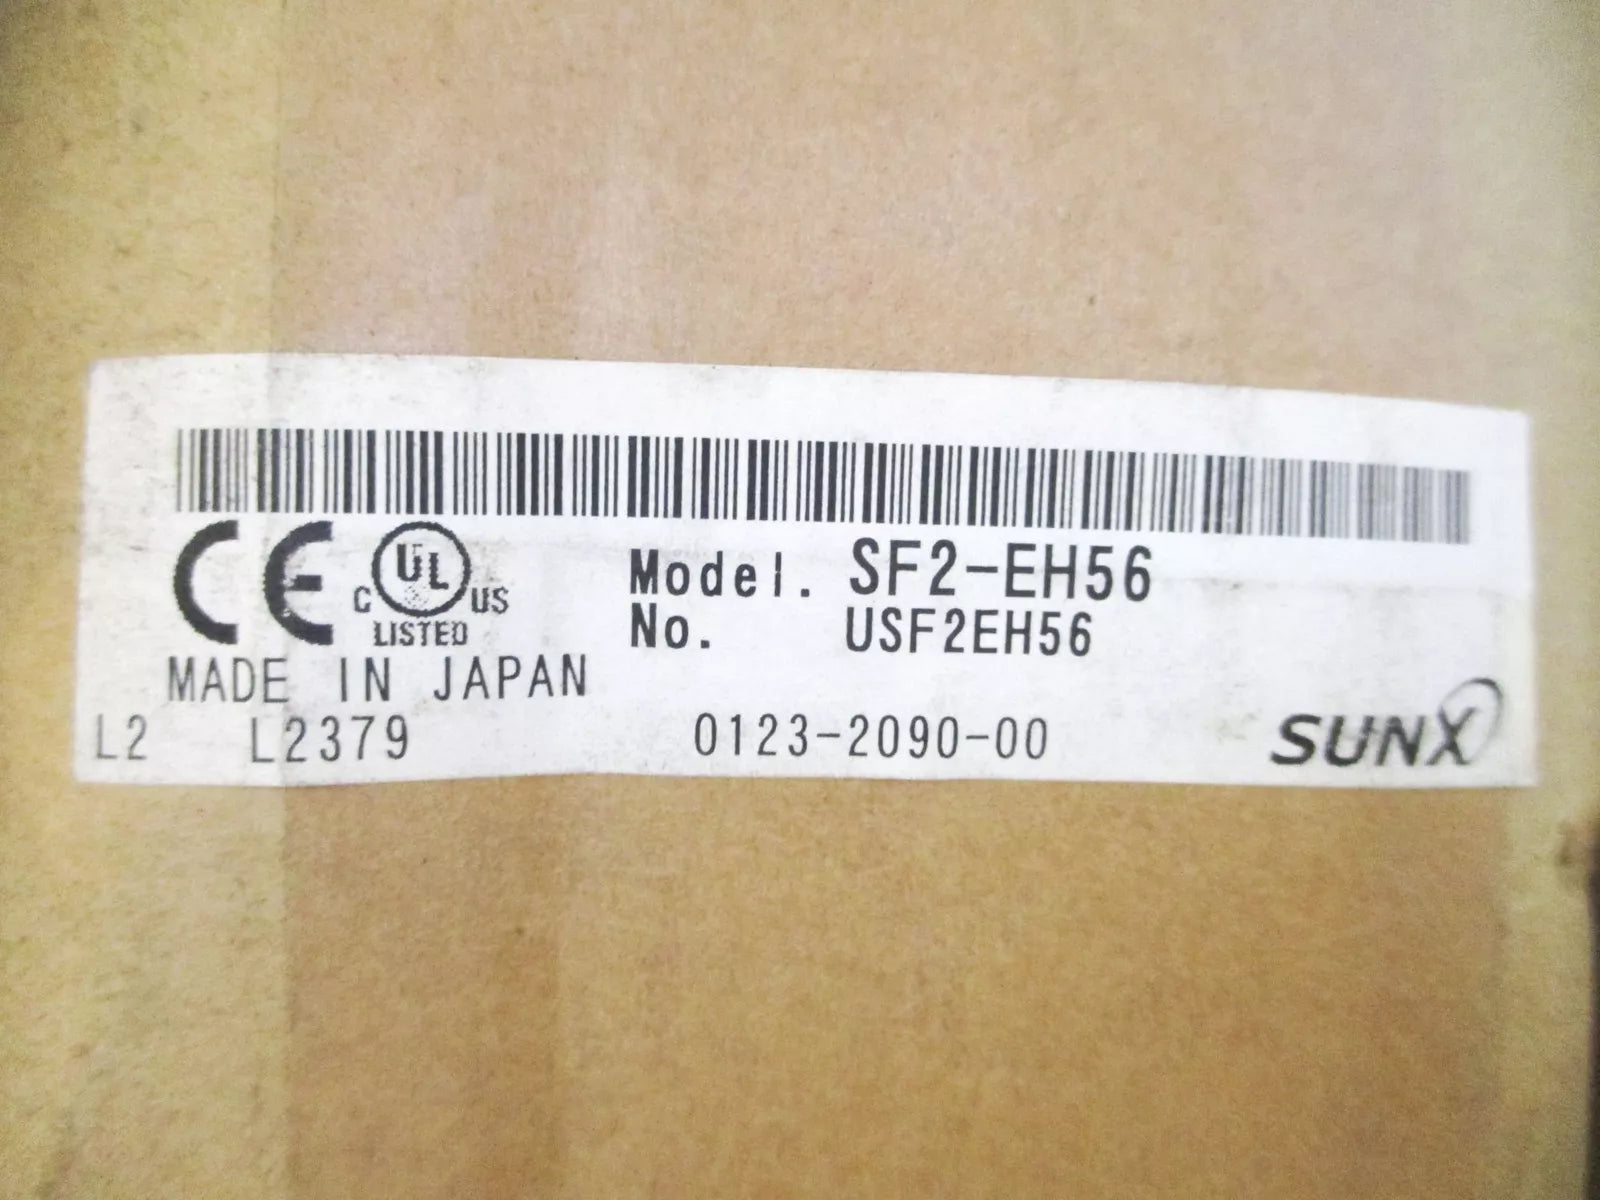 CE C UL US
LISTED
Model. SF2-EH56
No. USF2EH56
MADE IN JAPAN
L2 L2379 0123-2090-00 SUNX